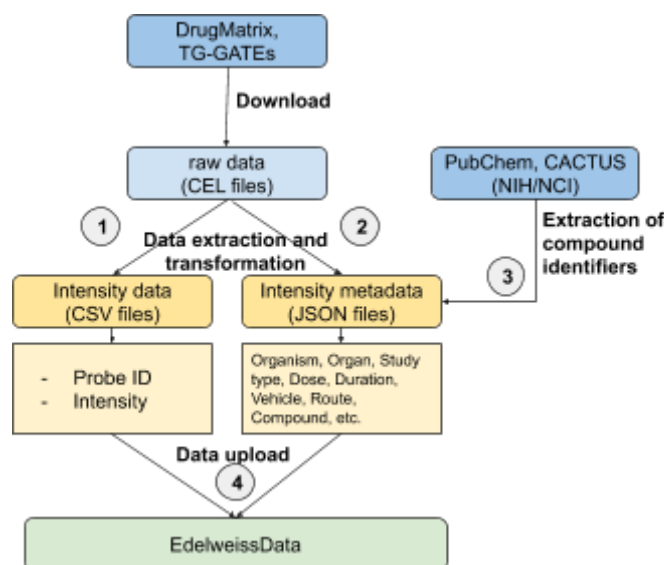 DrugMatrix,
TG-GATEs
Download
raw data
(CEL files)
PubChem, CACTUS
(NIH/NCI)
1
2
Data extraction and
transformation
Extraction of
compound
identifiers
3
Intensity data
(CSV files)
Intensity metadata
(JSON files)
- Probe ID
- Intensity
Organism, Organ, Study
type, Dose, Duration,
Vehicle, Route,
Compound, etc.
Data upload
4
EdelweissData